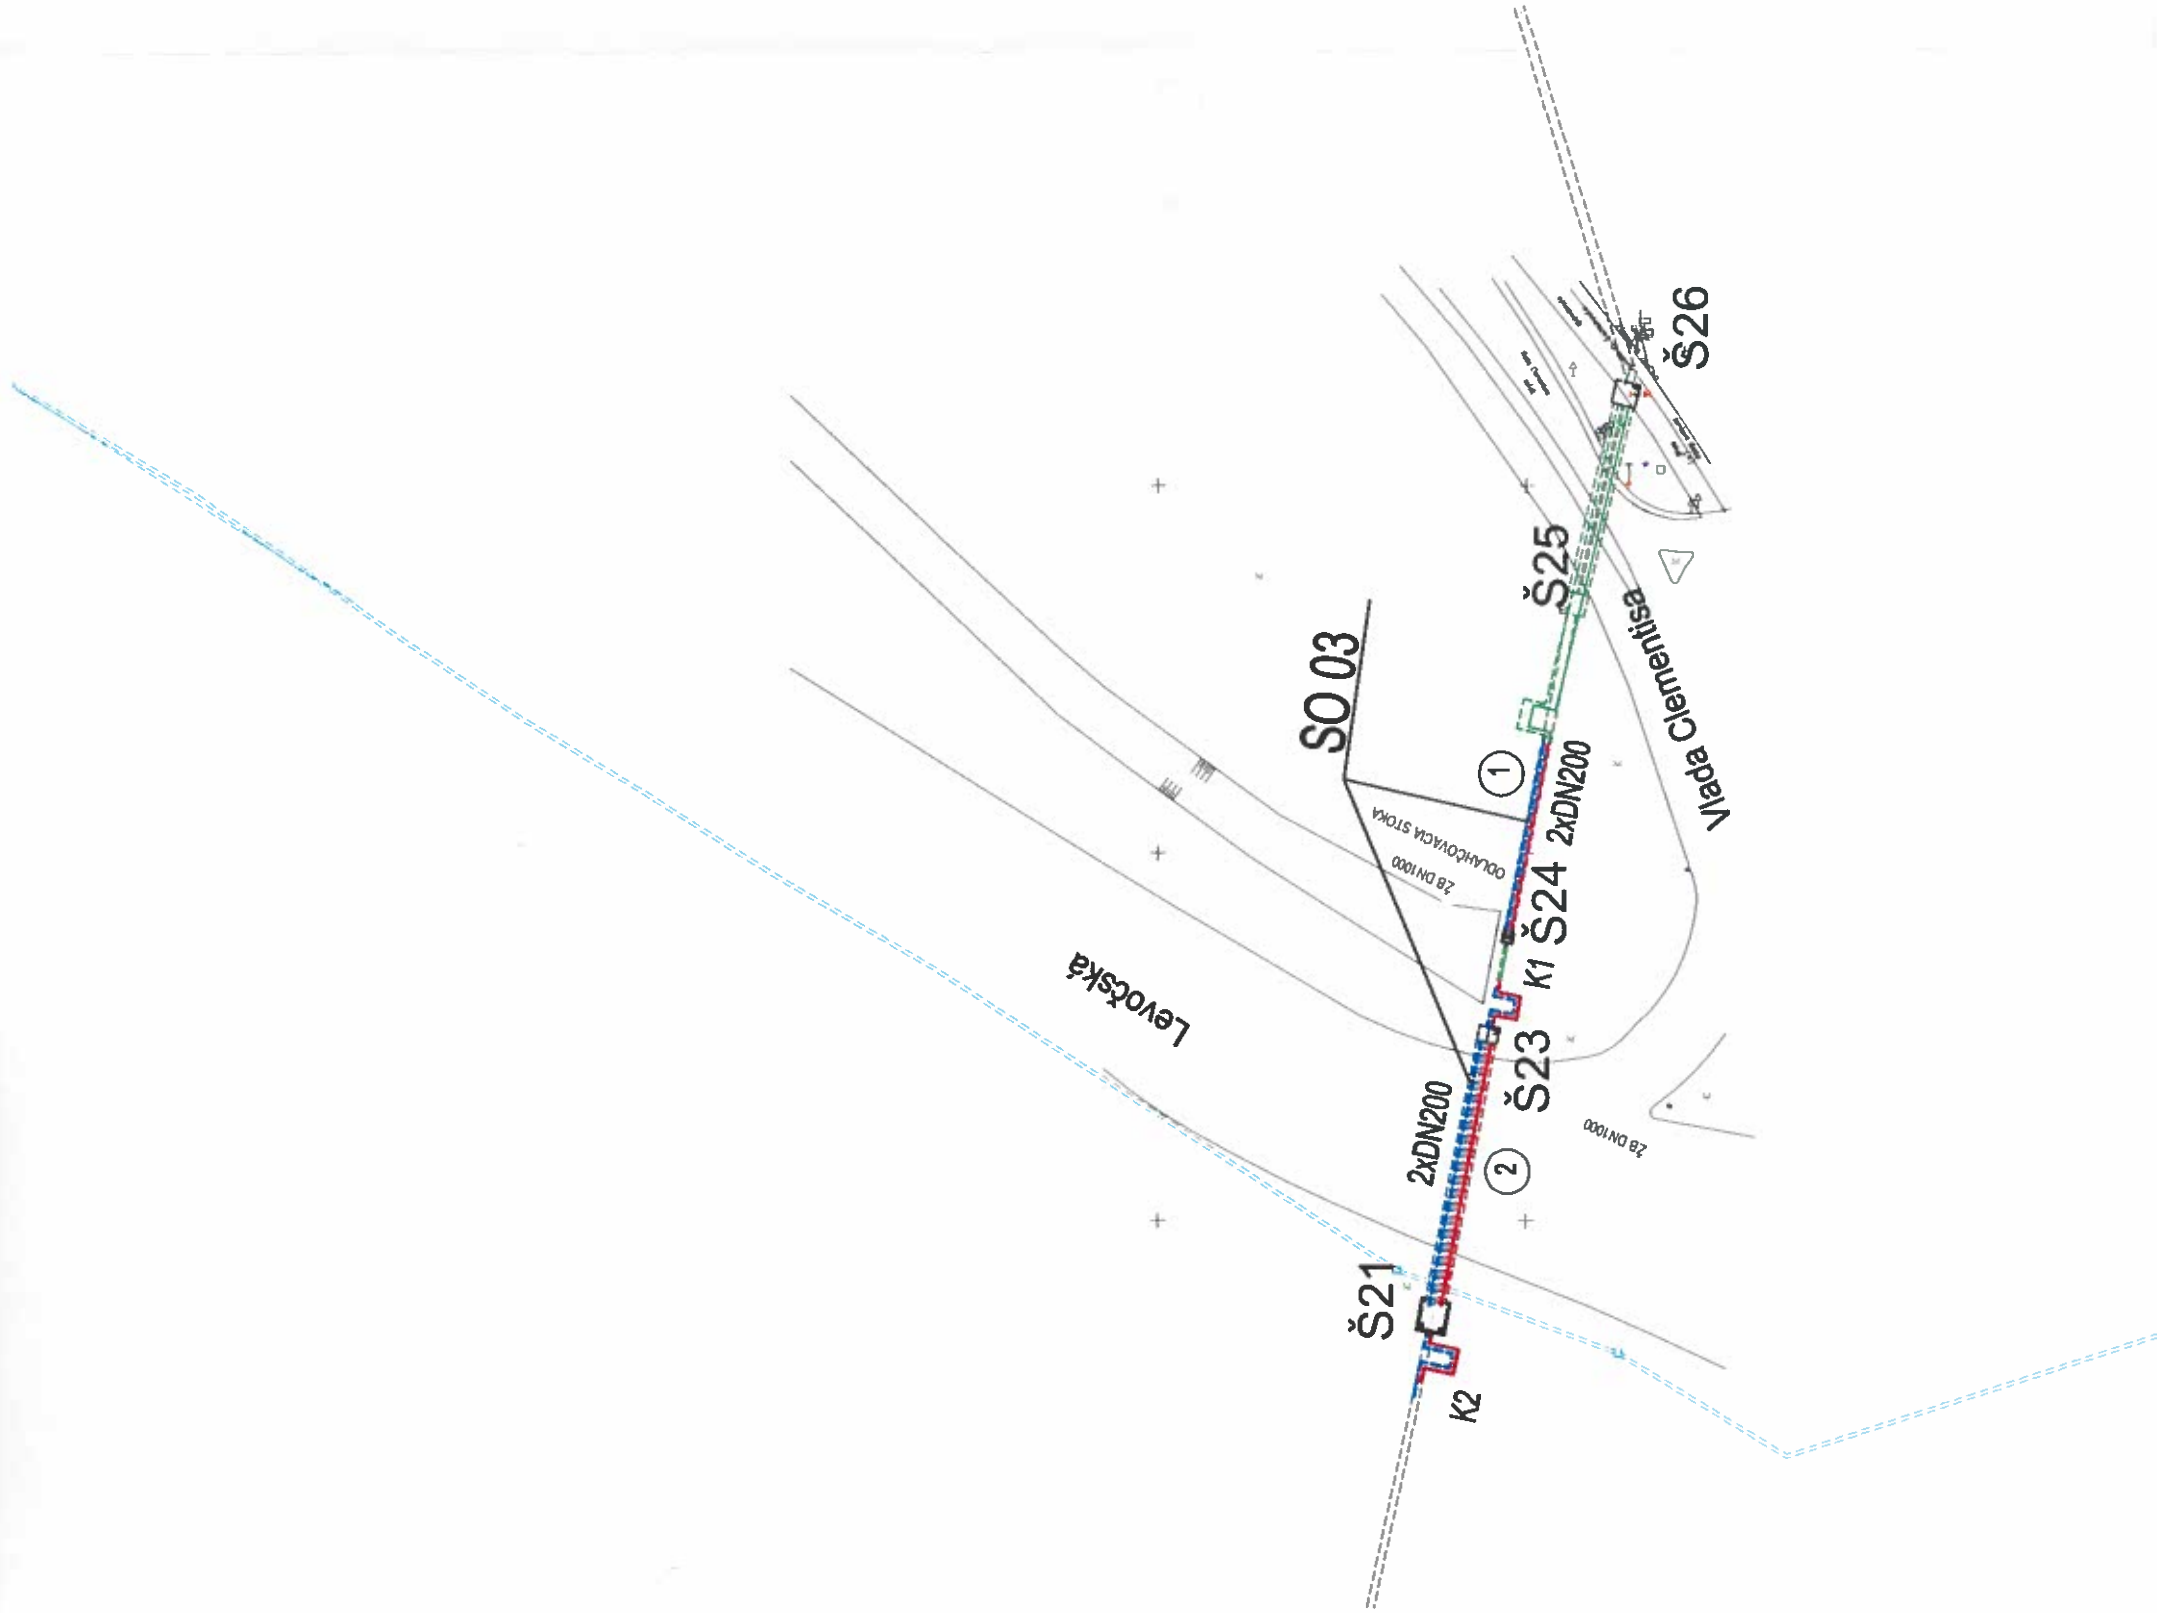 Š26
Š25
SO 03
Vlada Clementisa
1
2xDN200
ODĽAHČOVACIA STOKA
ŽB DN1000
Š24
K1
Levočská
Š23
2xDN200
2
ŽB DN1000
Š21
K2